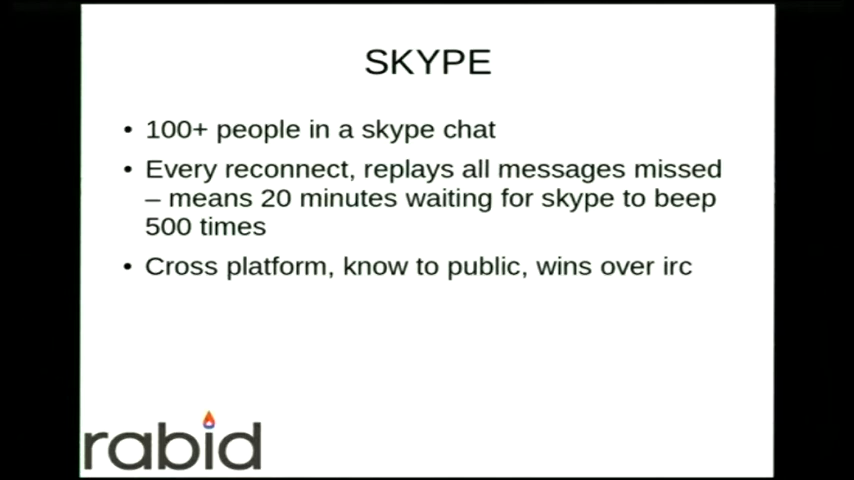 SKYPE
• 100+ people in a skype chat
• Every reconnect, replays all messages missed
– means 20 minutes waiting for skype to beep
500 times
• Cross platform, know to public, wins over irc
rabid